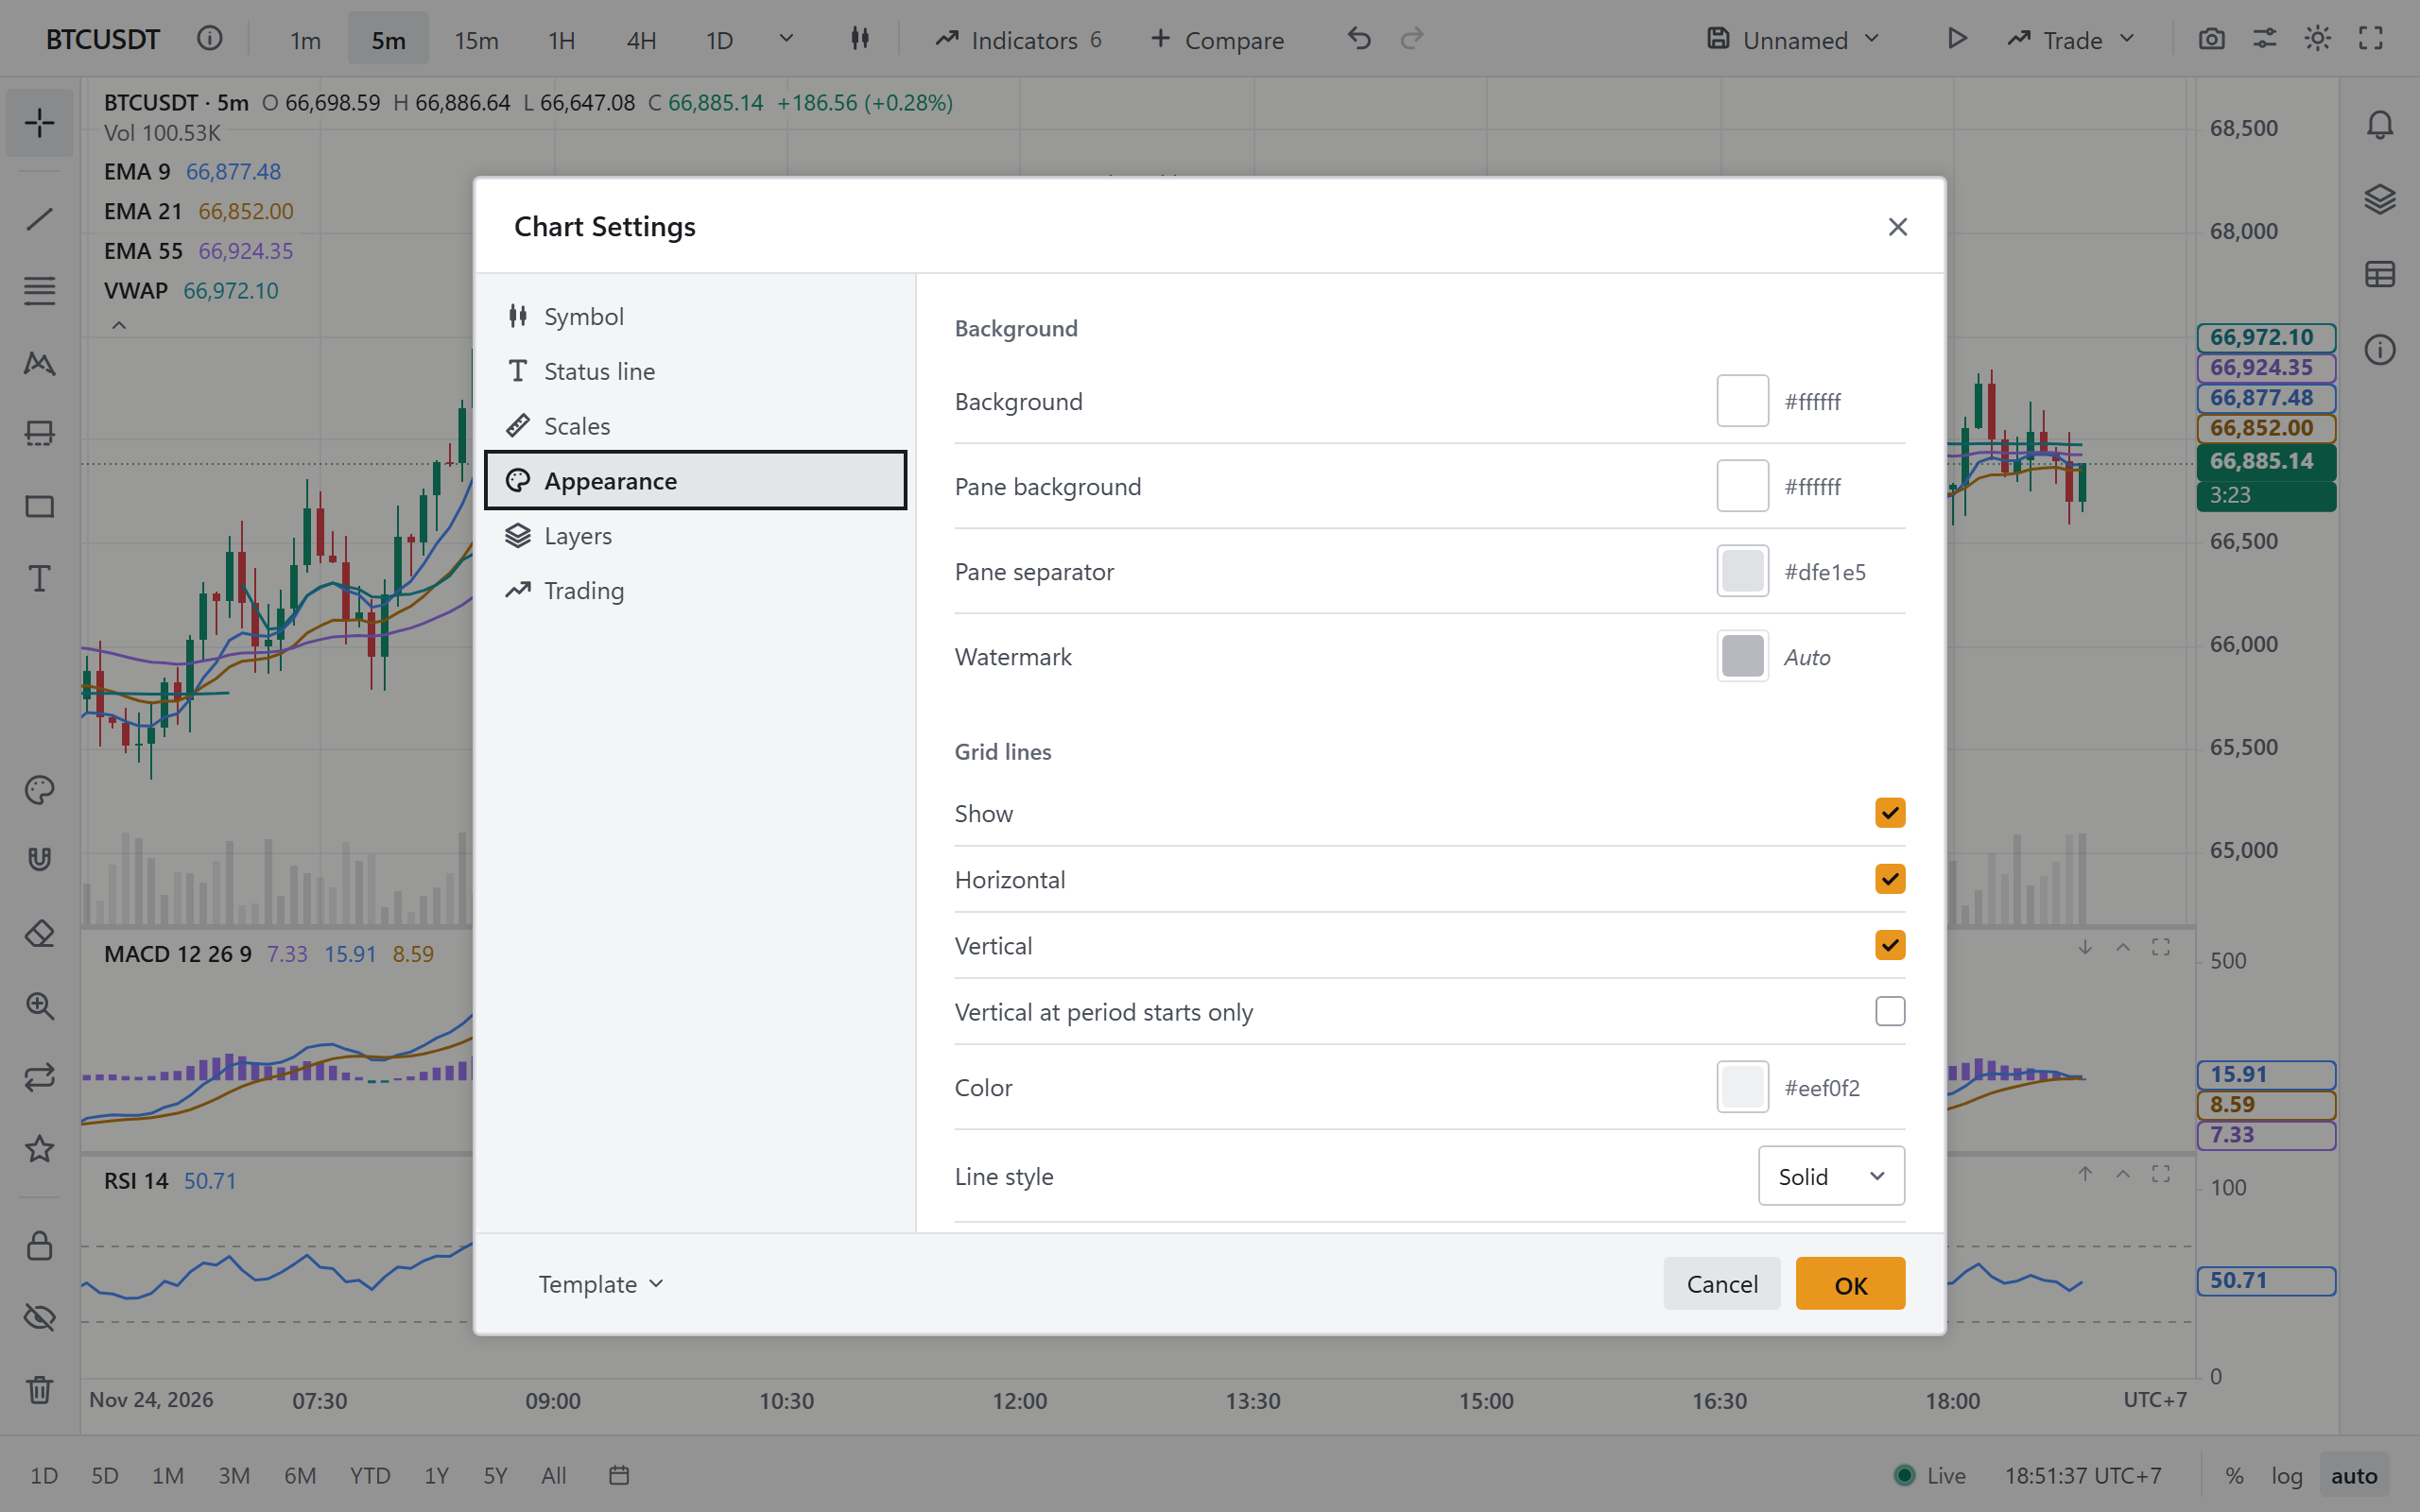 BTCUSDT 1m 5m 15m 1H 4H 1D Indicators 6 Compare Unnamed Trade
BTCUSDT · 5m O 66,698.59 H 66,886.64 L 66,647.08 C 66,885.14 +186.56 (+0.28%)
Vol 100.53K
EMA 9 66,877.48
EMA 21 66,852.00
EMA 55 66,924.35
VWAP 66,972.10
Chart Settings
Symbol
Status line
Scales
Appearance
Layers
Trading
Background
Background #ffffff
Pane background #ffffff
Pane separator #dfe1e5
Watermark Auto
Grid lines
Show
Horizontal
Vertical
Vertical at period starts only
Color #eef0f2
Line style Solid
Template Cancel OK
68,500
68,000
66,972.10
66,924.35
66,877.48
66,852.00
66,885.14
3:23
66,500
66,000
65,500
65,000
MACD 12 26 9 7.33 15.91 8.59
500
15.91
8.59
7.33
RSI 14 50.71
100
50.71
0
Nov 24, 2026 07:30 09:00 10:30 12:00 13:30 15:00 16:30 18:00 UTC+7
1D 5D 1M 3M 6M YTD 1Y 5Y All Live 18:51:37 UTC+7 % log auto